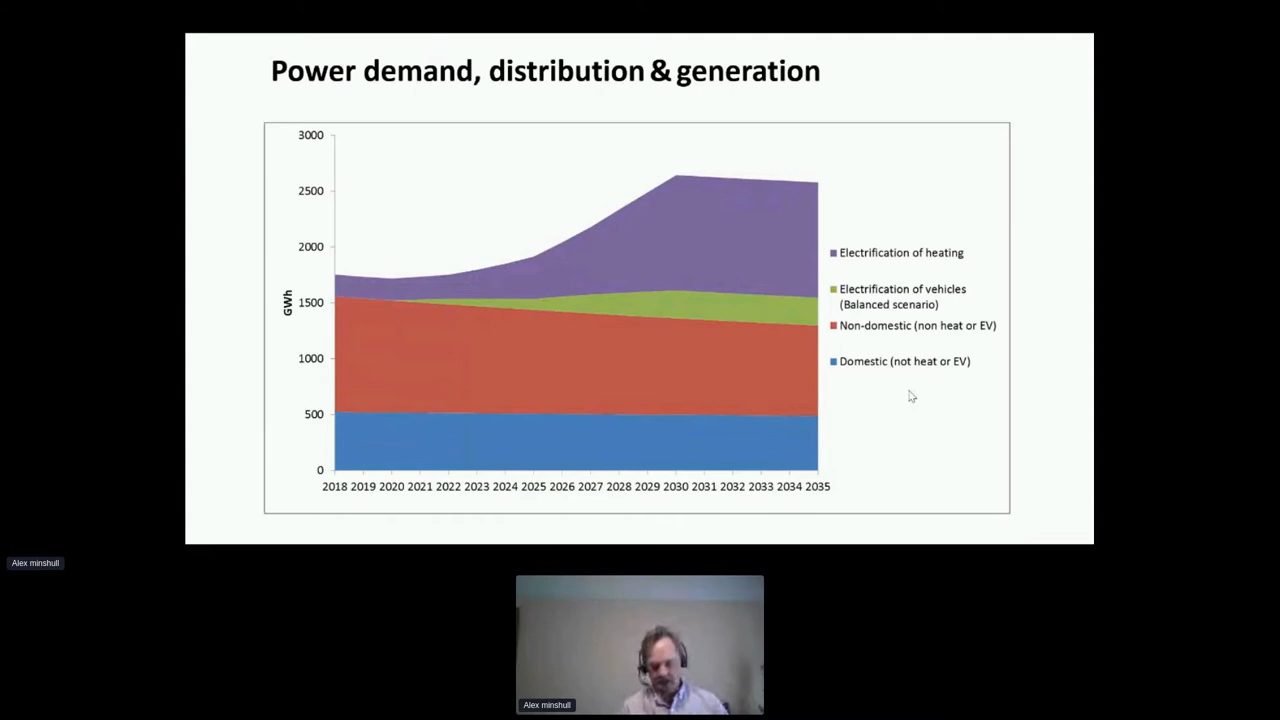 Power demand, distribution & generation
3000
2500
2000
1500
1000
500
0
GWh
2018 2019 2020 2021 2022 2023 2024 2025 2026 2027 2028 2029 2030 2031 2032 2033 2034 2035
Electrification of heating
Electrification of vehicles
(Balanced scenario)
Non-domestic (non heat or EV)
Domestic (not heat or EV)
Alex minshull
Alex minshull